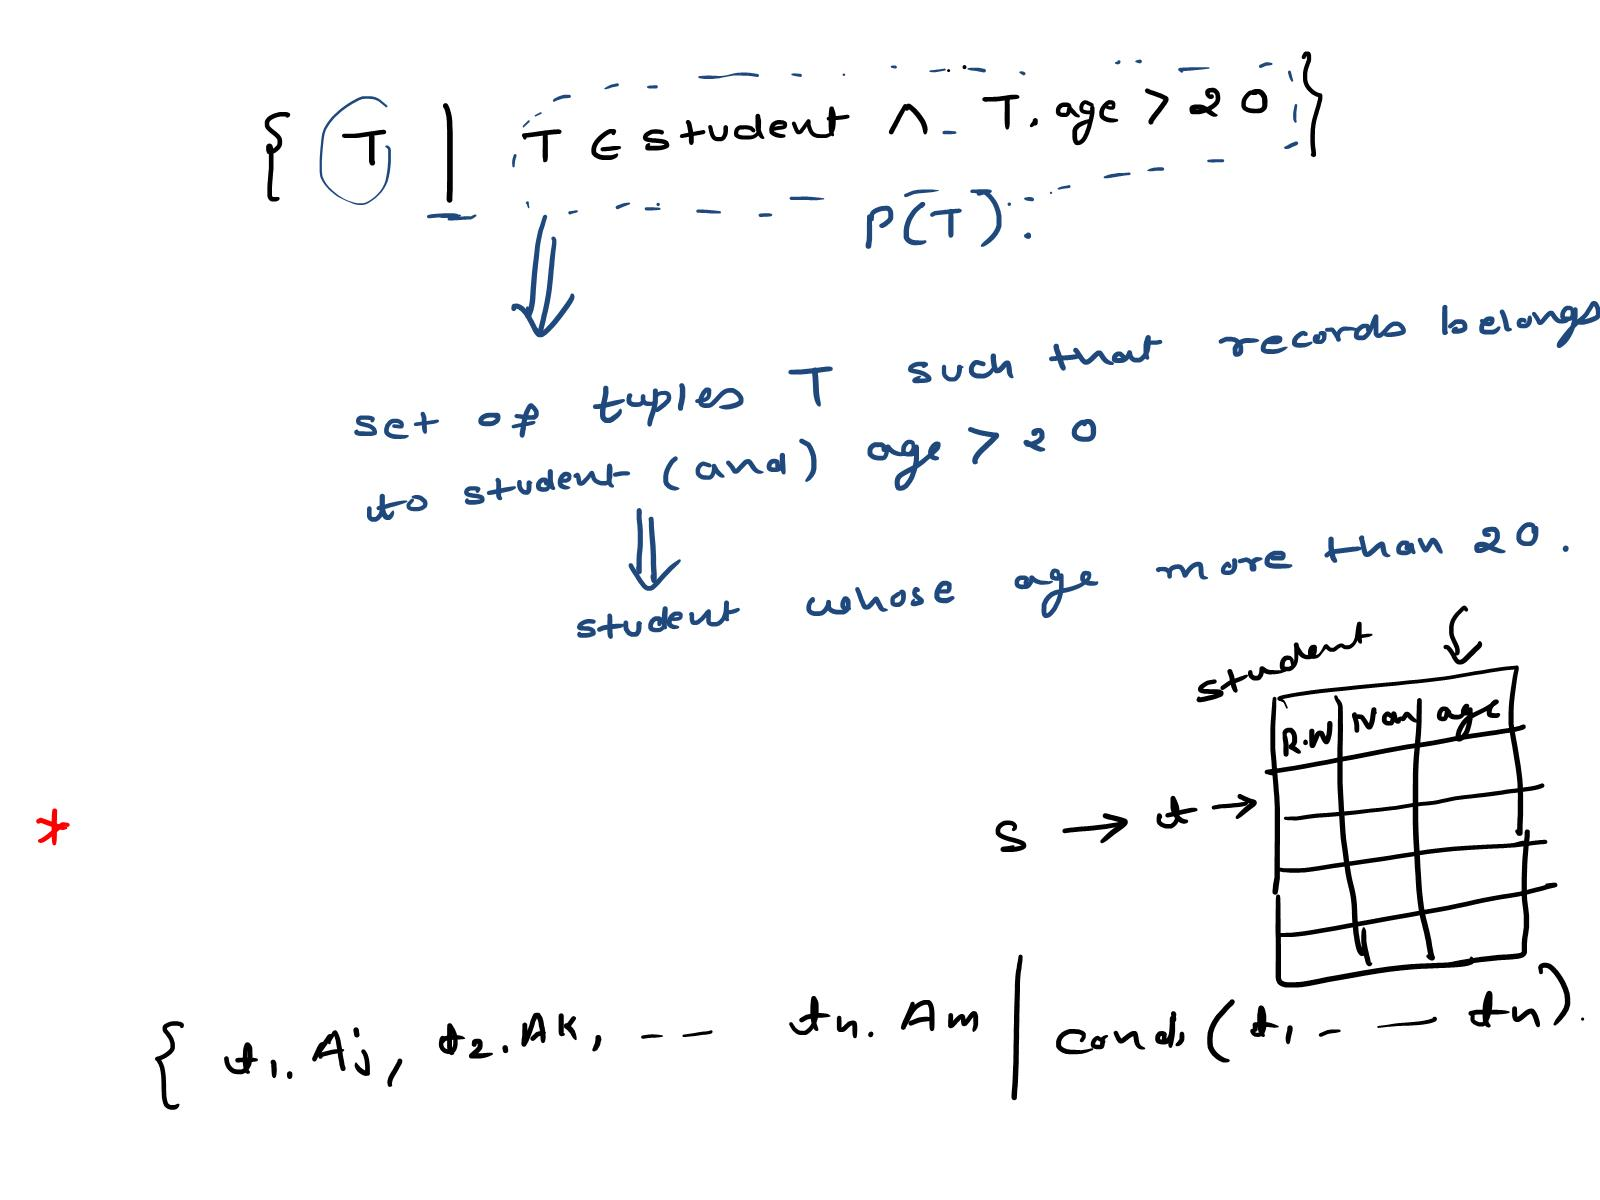 { T | T ∈ student ∧ T. age > 20 }
P(T).
set of tuples T such that records belongs
to student (and) age > 20
student whose age more than 20.
student
R.N Nam age
*
S → t →
{ t1. Aj, t2. AK, -- tn. Am | cond (t1 - — tn).